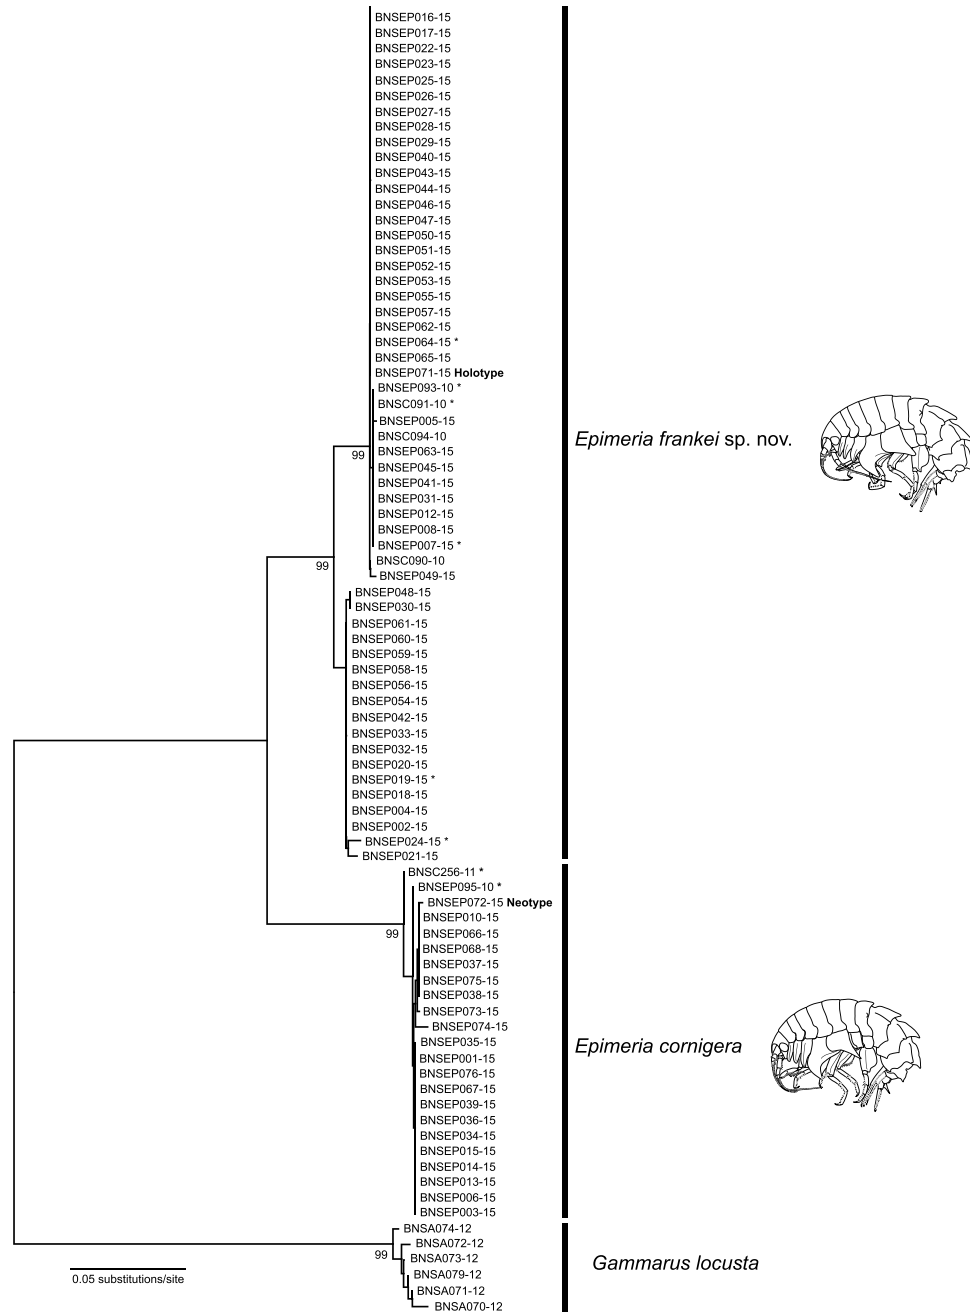 BNSEP016-15
BNSEP017-15
BNSEP022-15
BNSEP023-15
BNSEP025-15
BNSEP026-15
BNSEP027-15
BNSEP028-15
BNSEP029-15
BNSEP040-15
BNSEP043-15
BNSEP044-15
BNSEP046-15
BNSEP047-15
BNSEP050-15
BNSEP051-15
BNSEP052-15
BNSEP053-15
BNSEP055-15
BNSEP057-15
BNSEP062-15
BNSEP064-15 *
BNSEP065-15
BNSEP071-15 Holotype
BNSEP093-10 *
BNSC091-10 *
BNSEP005-15
BNSC094-10
BNSEP063-15
BNSEP045-15
BNSEP041-15
BNSEP031-15
BNSEP012-15
BNSEP008-15
BNSEP007-15 *
BNSC090-10
BNSEP049-15
99
Epimeria frankei sp. nov.
99
BNSEP048-15
BNSEP030-15
BNSEP061-15
BNSEP060-15
BNSEP059-15
BNSEP058-15
BNSEP056-15
BNSEP054-15
BNSEP042-15
BNSEP033-15
BNSEP032-15
BNSEP020-15
BNSEP019-15 *
BNSEP018-15
BNSEP004-15
BNSEP002-15
BNSEP024-15 *
BNSEP021-15
BNSC256-11 *
BNSEP095-10 *
BNSEP072-15 Neotype
BNSEP010-15
BNSEP066-15
99
BNSEP068-15
BNSEP037-15
BNSEP075-15
BNSEP038-15
BNSEP073-15
BNSEP074-15
BNSEP035-15
Epimeria cornigera
BNSEP001-15
BNSEP076-15
BNSEP067-15
BNSEP039-15
BNSEP036-15
BNSEP034-15
BNSEP015-15
BNSEP014-15
BNSEP013-15
BNSEP006-15
BNSEP003-15
BNSA074-12
BNSA072-12
99
BNSA073-12
Gammarus locusta
BNSA079-12
0.05 substitutions/site
BNSA071-12
BNSA070-12